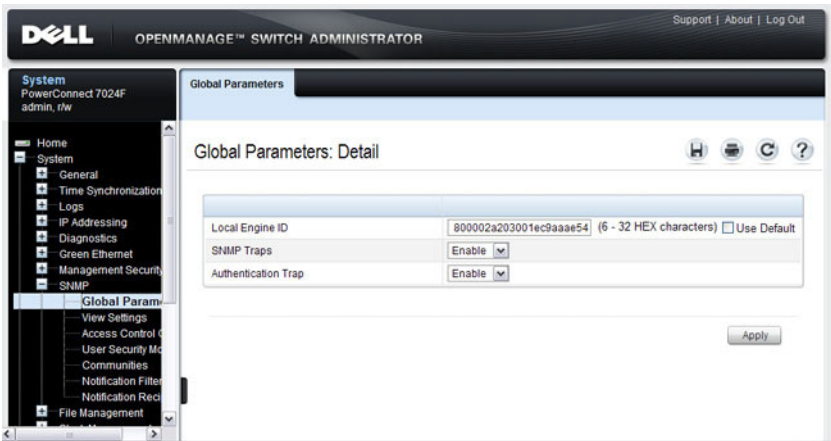 Support | About | Log Out
DELL
OPENMANAGE™ SWITCH ADMINISTRATOR
System
PowerConnect 7024F
admin, r/w
Global Parameters
Home
System
General
Time Synchronization
Logs
IP Addressing
Diagnostics
Green Ethernet
Management Security
SNMP
Global Param
View Settings
Access Control
User Security Mo
Communities
Notification Filter
Notification Reci
File Management
Global Parameters: Detail
Local Engine ID 800002a203001ec9aaae54 (6 - 32 HEX characters) Use Default
SNMP Traps Enable
Authentication Trap Enable
Apply